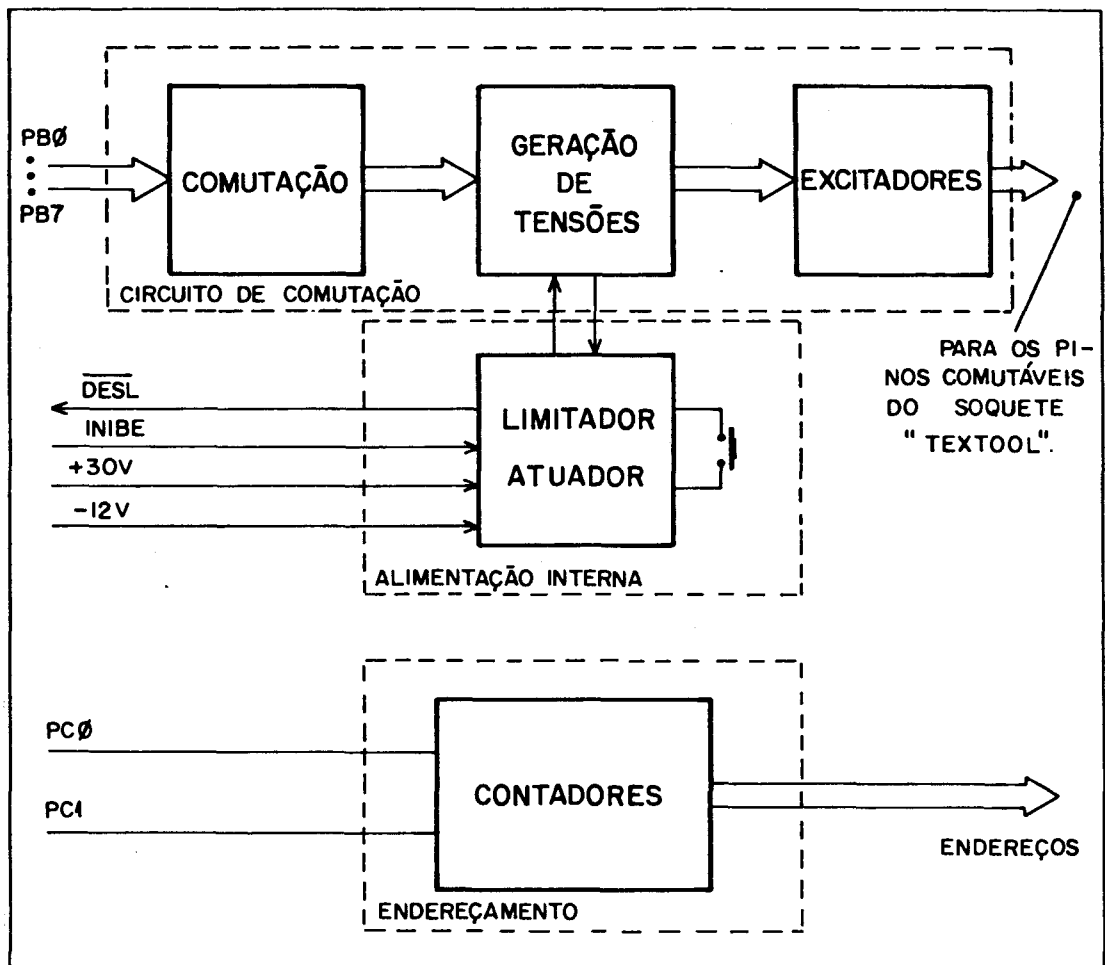 PBØ
PB7
COMUTAÇÃO
GERAÇÃO
DE
TENSÕES
EXCITADORES
CIRCUITO DE COMUTAÇÃO
PARA OS PI-
NOS COMUTÁVEIS
DO SOQUETE
"TEXTOOL".
DESL
INIBE
+30V
-12V
LIMITADOR
ATUADOR
ALIMENTAÇÃO INTERNA
PCØ
PC1
CONTADORES
ENDEREÇOS
ENDEREÇAMENTO